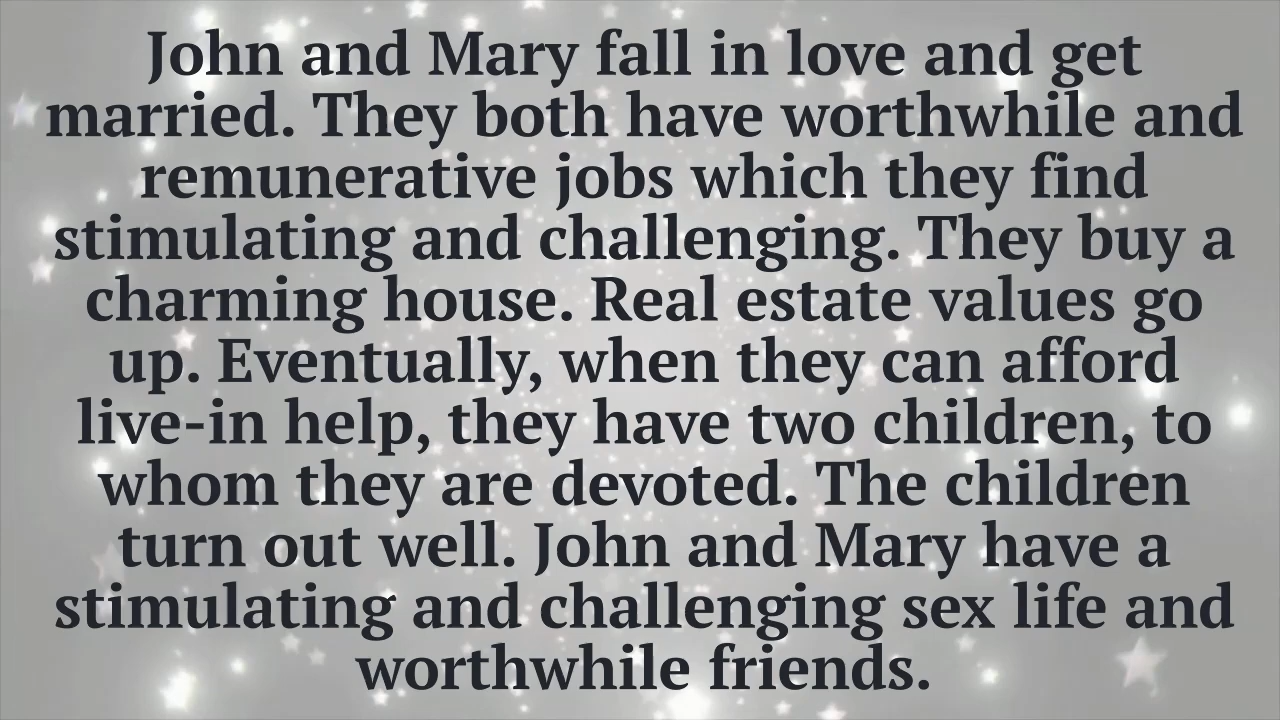 John and Mary fall in love and get
married. They both have worthwhile and
remunerative jobs which they find
stimulating and challenging. They buy a
charming house. Real estate values go
up. Eventually, when they can afford
live-in help, they have two children, to
whom they are devoted. The children
turn out well. John and Mary have a
stimulating and challenging sex life and
worthwhile friends.